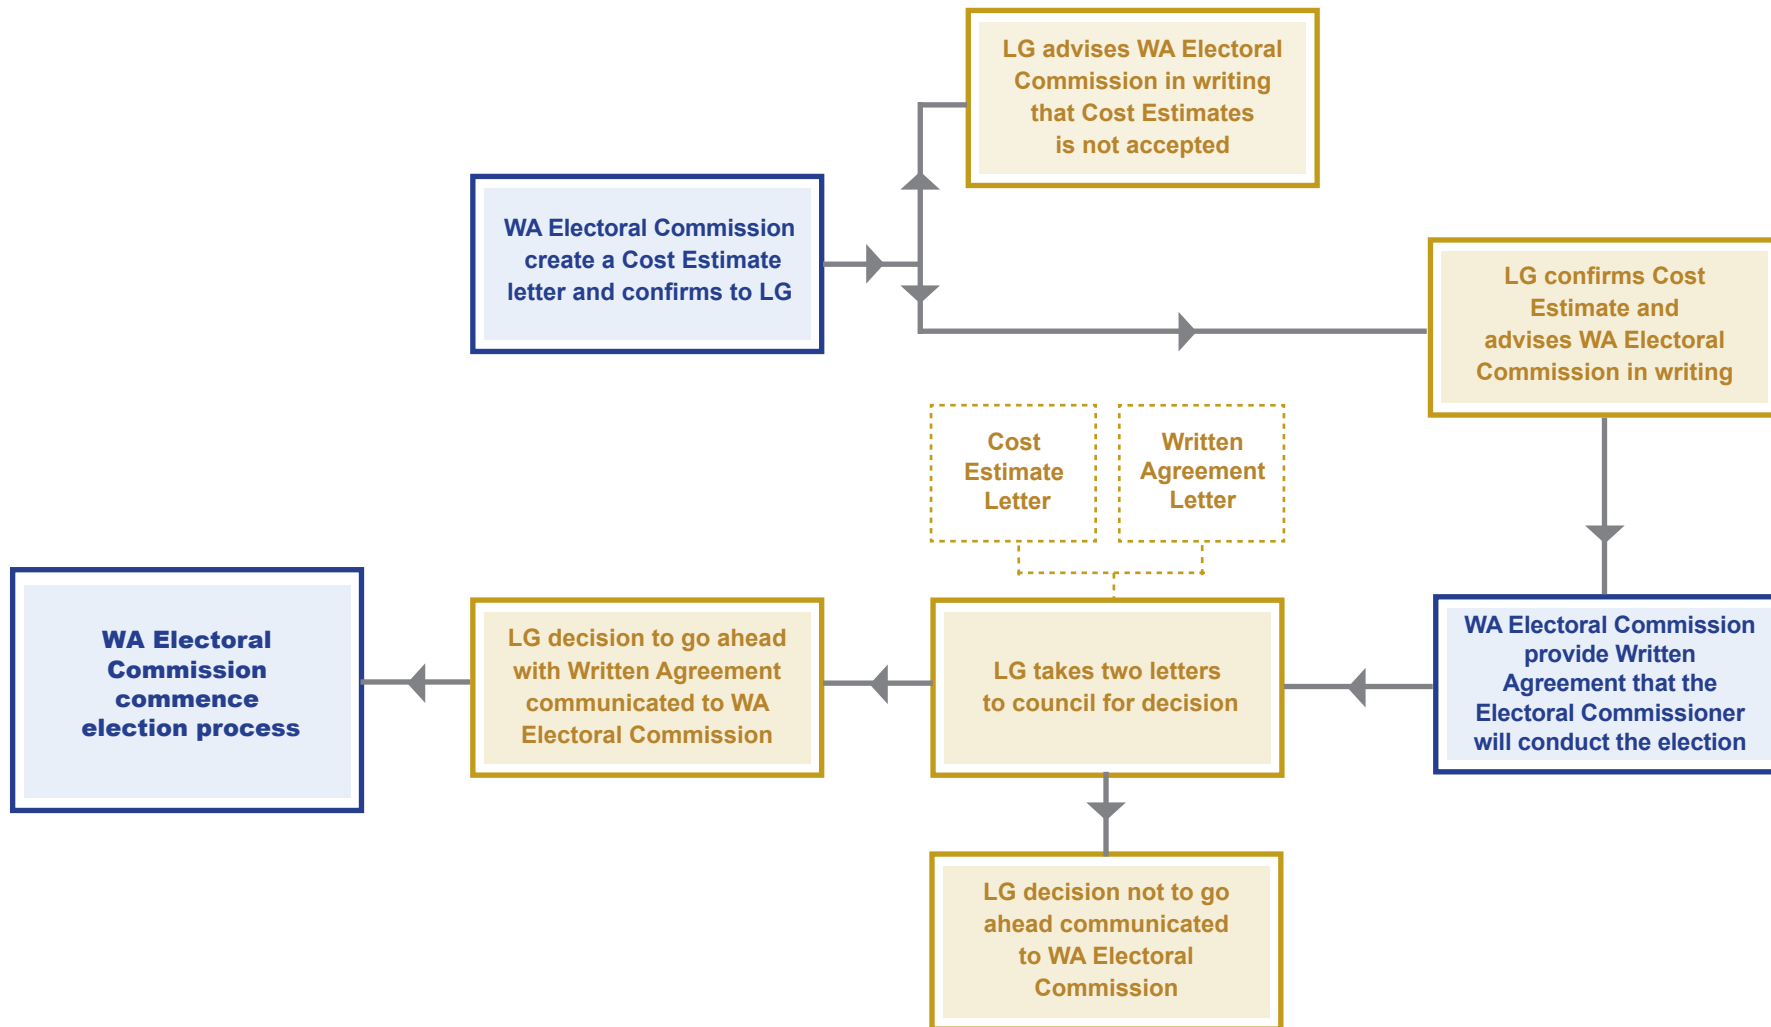 LG advises WA Electoral
Commission in writing
that Cost Estimates
is not accepted
WA Electoral Commission
create a Cost Estimate
letter and confirms to LG
LG confirms Cost
Estimate and
advises WA Electoral
Commission in writing
Cost
Estimate
Letter
Written
Agreement
Letter
WA Electoral
Commission
commence
election process
LG decision to go ahead
with Written Agreement
communicated to WA
Electoral Commission
LG takes two letters
to council for decision
WA Electoral Commission
provide Written
Agreement that the
Electoral Commissioner
will conduct the election
LG decision not to go
ahead communicated
to WA Electoral
Commission